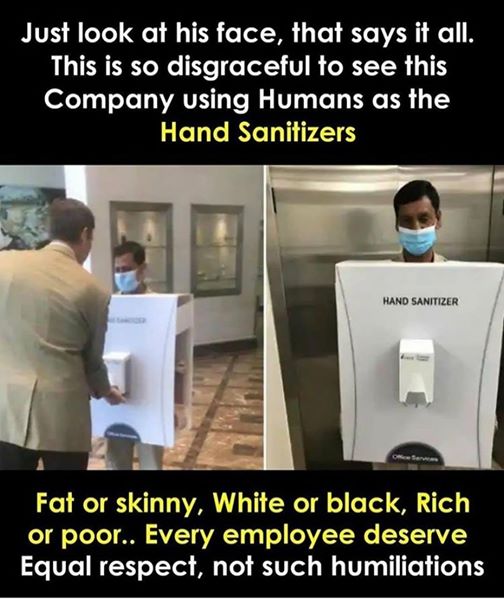 Just look at his face, that says it all.
This is so disgraceful to see this
Company using Humans as the
Hand Sanitizers
HAND SANITIZER
Office Services
Fat or skinny, White or black, Rich
or poor.. Every employee deserve
Equal respect, not such humiliations